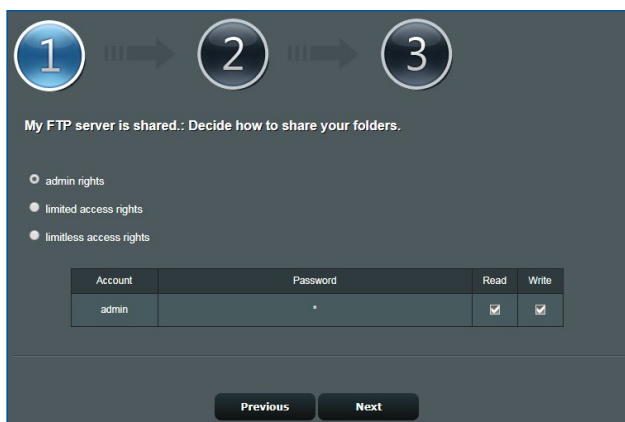 1 2 3
My FTP server is shared.: Decide how to share your folders.
admin rights
limited access rights
limitless access rights
Account Password Read Write
admin *
Previous Next